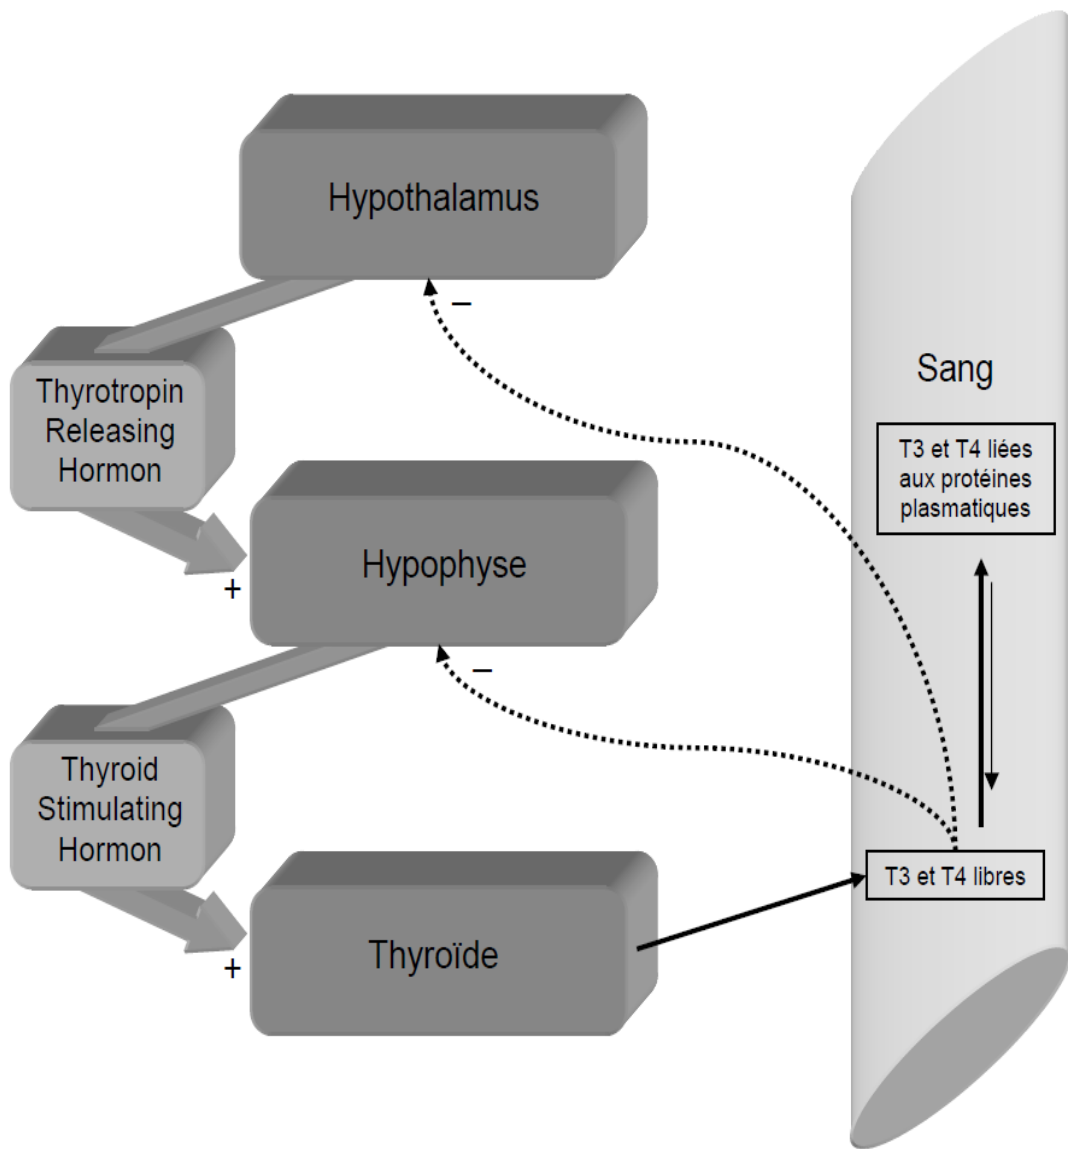 Hypothalamus
–
Thyrotropin
Releasing
Hormon
+
Hypophyse
–
Thyroid
Stimulating
Hormon
+
Thyroïde
Sang
T3 et T4 liées
aux protéines
plasmatiques
T3 et T4 libres